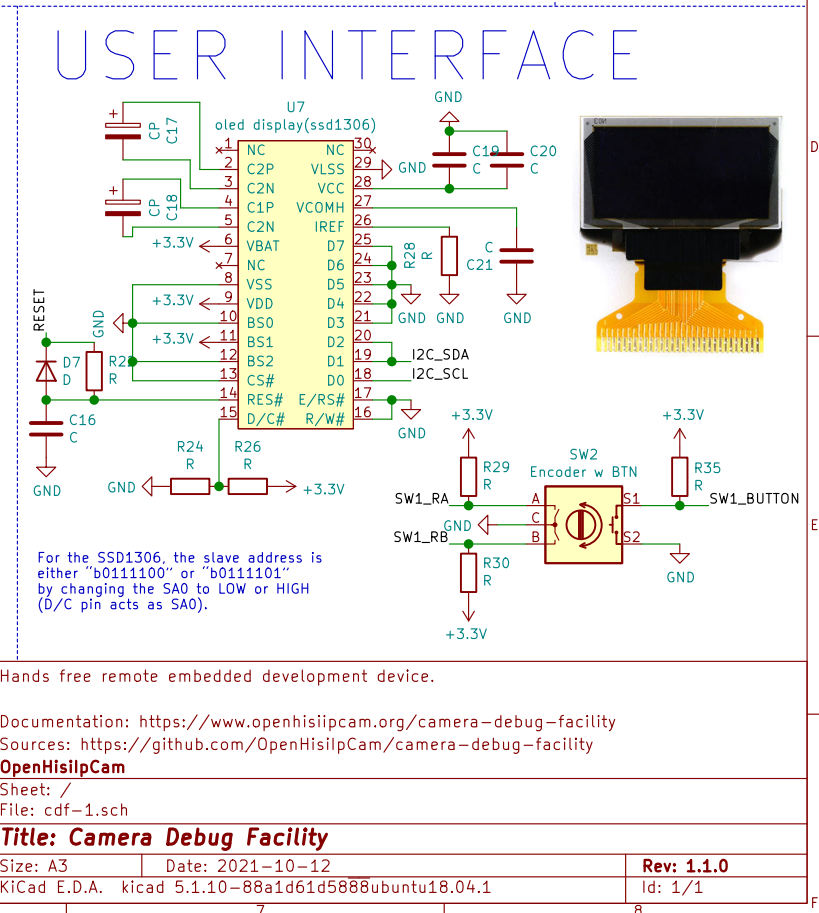 USER INTERFACE
U7
oled display(ssd1306)
CP
C17
CP
C18
1 NC
2 C2P
3 C2N
4 C1P
5 C2N
6 VBAT
7 NC
8 VSS
9 VDD
10 BS0
11 BS1
12 BS2
13 CS#
14 RES#
15 D/C#
NC 30
VLSS 29
VCC 28
VCOMH 27
IREF 26
D7 25
D6 24
D5 23
D4 22
D3 21
D2 20
D1 19
D0 18
E/RS# 17
R/W# 16
+3.3V
+3.3V
+3.3V
GND
RESET
D7
D
R
C16
C
GND
GND
C19
C
C20
C
GND
R28
R
C
C21
GND
GND
GND
I2C_SDA
I2C_SCL
GND
R24
R
R26
R
GND
+3.3V
+3.3V
R29
R
SW1_RA
GND
SW1_RB
R30
R
+3.3V
SW2
Encoder w BTN
A
C
B
S1
S2
+3.3V
R35
R
SW1_BUTTON
GND
For the SSD1306, the slave address is
either "b0111100" or "b0111101"
by changing the SA0 to LOW or HIGH
(D/C pin acts as SA0).
D
E
F
Hands free remote embedded development device.
Documentation: https://www.openhisiipcam.org/camera-debug-facility
Sources: https://github.com/OpenHisiIpCam/camera-debug-facility
OpenHisiIpCam
Sheet: /
File: cdf-1.sch
Title: Camera Debug Facility
Size: A3
Date: 2021-10-12
Rev: 1.1.0
KiCad E.D.A. kicad 5.1.10-88a1d61d5888ubuntu18.04.1
Id: 1/1
7
8